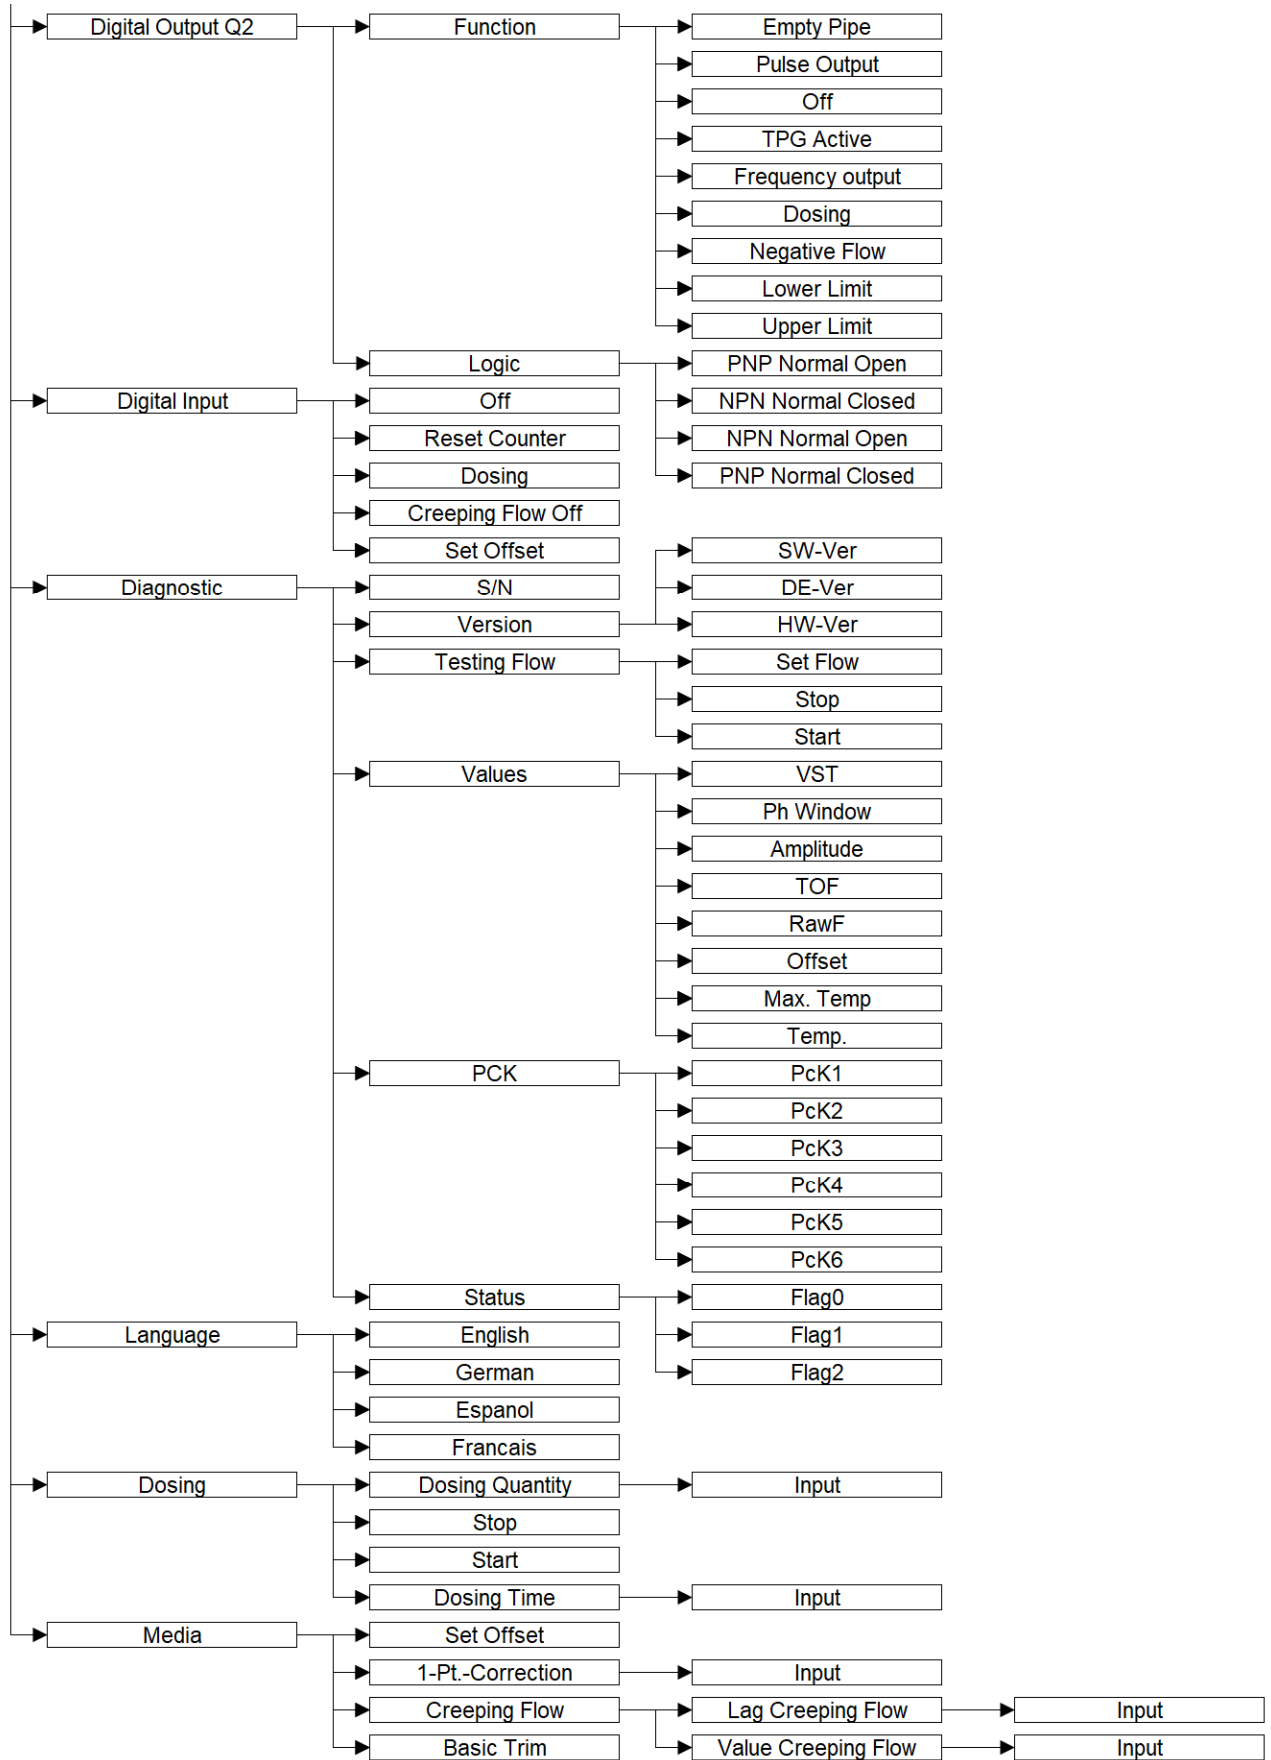 Digital Output Q2 Function Empty Pipe
Pulse Output
Off
TPG Active
Frequency output
Dosing
Negative Flow
Lower Limit
Upper Limit
Logic PNP Normal Open
Digital Input Off NPN Normal Closed
Reset Counter NPN Normal Open
Dosing PNP Normal Closed
Creeping Flow Off
Set Offset SW-Ver
Diagnostic S/N DE-Ver
Version HW-Ver
Testing Flow Set Flow
Stop
Start
Values VST
Ph Window
Amplitude
TOF
RawF
Offset
Max. Temp
Temp.
PCK PcK1
PcK2
PcK3
PcK4
PcK5
PcK6
Status Flag0
Language English Flag1
German Flag2
Espanol
Francais
Dosing Dosing Quantity Input
Stop
Start
Dosing Time Input
Media Set Offset
1-Pt.-Correction Input
Creeping Flow Lag Creeping Flow Input
Basic Trim Value Creeping Flow Input